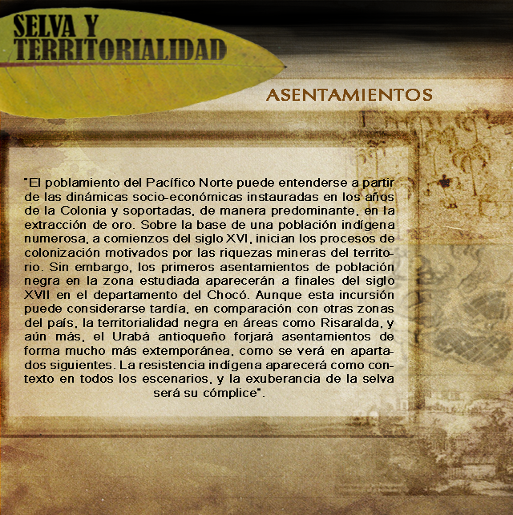 SELVA Y
TERRITORIALIDAD
ASENTAMIENTOS
"El poblamiento del Pacífico Norte puede entenderse a partir
de las dinámicas socio-económicas instauradas en los años
de la Colonia y soportadas, de manera predominante, en la
extracción de oro. Sobre la base de una población indígena
numerosa, a comienzos del siglo XVI, inician los procesos de
colonización motivados por las riquezas mineras del territo-
rio. Sin embargo, los primeros asentamientos de población
negra en la zona estudiada aparecerán a finales del siglo
XVII en el departamento del Chocó. Aunque esta incursión
puede considerarse tardía, en comparación con otras zonas
del país, la territorialidad negra en áreas como Risaralda, y
aún más, el Urabá antioqueño forjará asentamientos de
forma mucho más extemporánea, como se verá en aparta-
dos siguientes. La resistencia indígena aparecerá como con-
texto en todos los escenarios, y la exuberancia de la selva
será su cómplice".